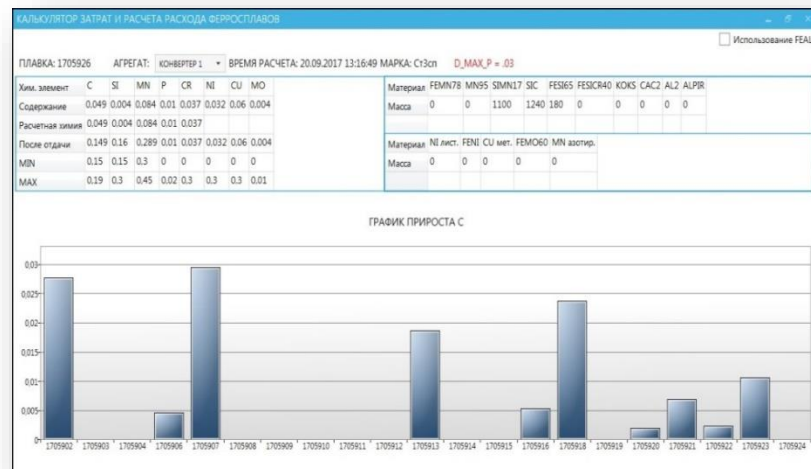 КАЛЬКУЛЯТОР ЗАТРАТ И РАСЧЕТА РАСХОДА ФЕРРОСПЛАВОВ
Использование FEAL
ПЛАВКА: 1705926 АГРЕГАТ: КОНВЕРТЕР 1 ВРЕМЯ РАСЧЕТА: 20.09.2017 13:16:49 МАРКА: Ст3сп D_MAX_P = .03
Хим. элемент C SI MN P CR NI CU MO
Содержание 0,049 0,004 0,084 0,01 0,037 0,032 0,06 0,004
Расчетная химия 0,049 0,004 0,084 0,01 0,037
После отдачи 0,149 0,16 0,289 0,01 0,037 0,032 0,06 0,004
MIN 0,15 0,15 0,3 0 0 0 0 0
MAX 0,19 0,3 0,45 0,02 0,3 0,3 0,3 0,01
Материал FEMN78 MN95 SIMN17 SIC FESI65 FESICR40 KOKS CAC2 AL2 ALPIR
Масса 0 0 1100 1240 180 0 0 0 0 0
Материал NI лист. FENI CU мет. FEMO60 MN азотир.
Масса 0 0 0 0 0
ГРАФИК ПРИРОСТА С
0,03
0,025
0,02
0,015
0,01
0,005
0
1705902 1705903 1705904 1705906 1705907 1705908 1705909 1705910 1705911 1705912 1705913 1705914 1705915 1705916 1705918 1705919 1705920 1705921 1705922 1705923 1705924